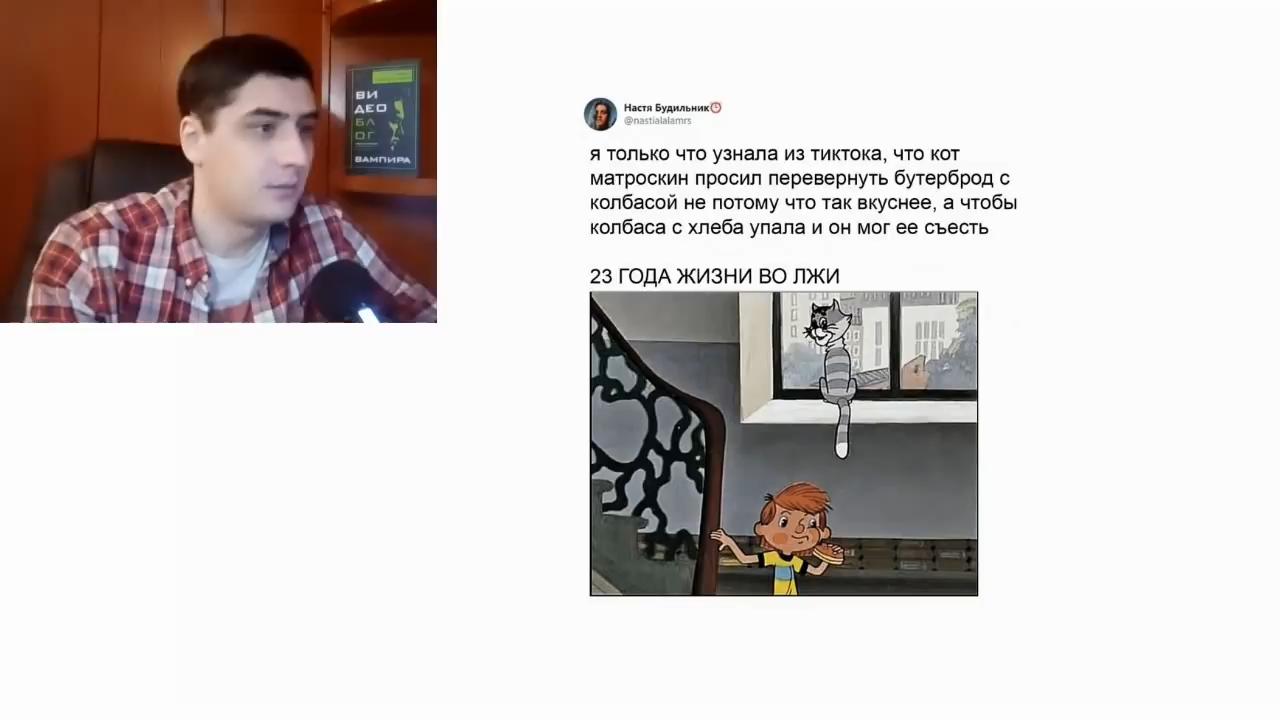 ВИ
ДЕО
БЛ
ОГ
ВАМПИРА
Настя Будильник
@nastialalamrs
я только что узнала из тиктока, что кот
матроскин просил перевернуть бутерброд с
колбасой не потому что так вкуснее, а чтобы
колбаса с хлеба упала и он мог ее съесть
23 ГОДА ЖИЗНИ ВО ЛЖИ